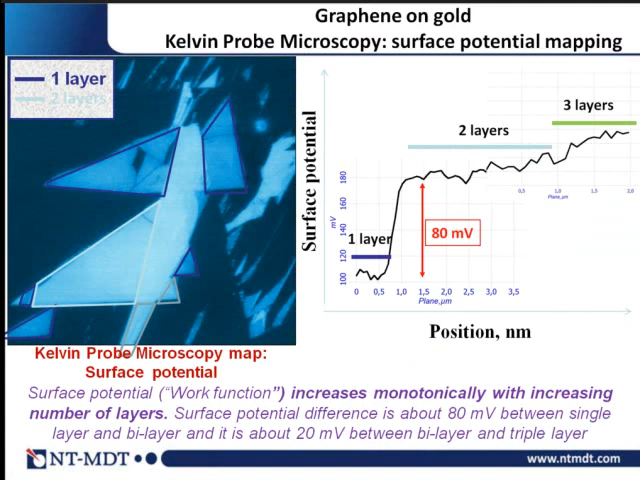 Graphene on gold
Kelvin Probe Microscopy: surface potential mapping
1 layer
2 layers
Surface potential
3 layers
2 layers
0,5 1,0 1,5 2,0
Plane,µm
180
160
140
mV
120
100
1 layer
80 mV
0 0,5 1,0 1,5 2,0 2,5 3,0 3,5
Plane,µm
Position, nm
Kelvin Probe Microscopy map:
Surface potential
Surface potential (“Work function”) increases monotonically with increasing
number of layers. Surface potential difference is about 80 mV between single
layer and bi-layer and it is about 20 mV between bi-layer and triple layer
NT-MDT
www.ntmdt.com